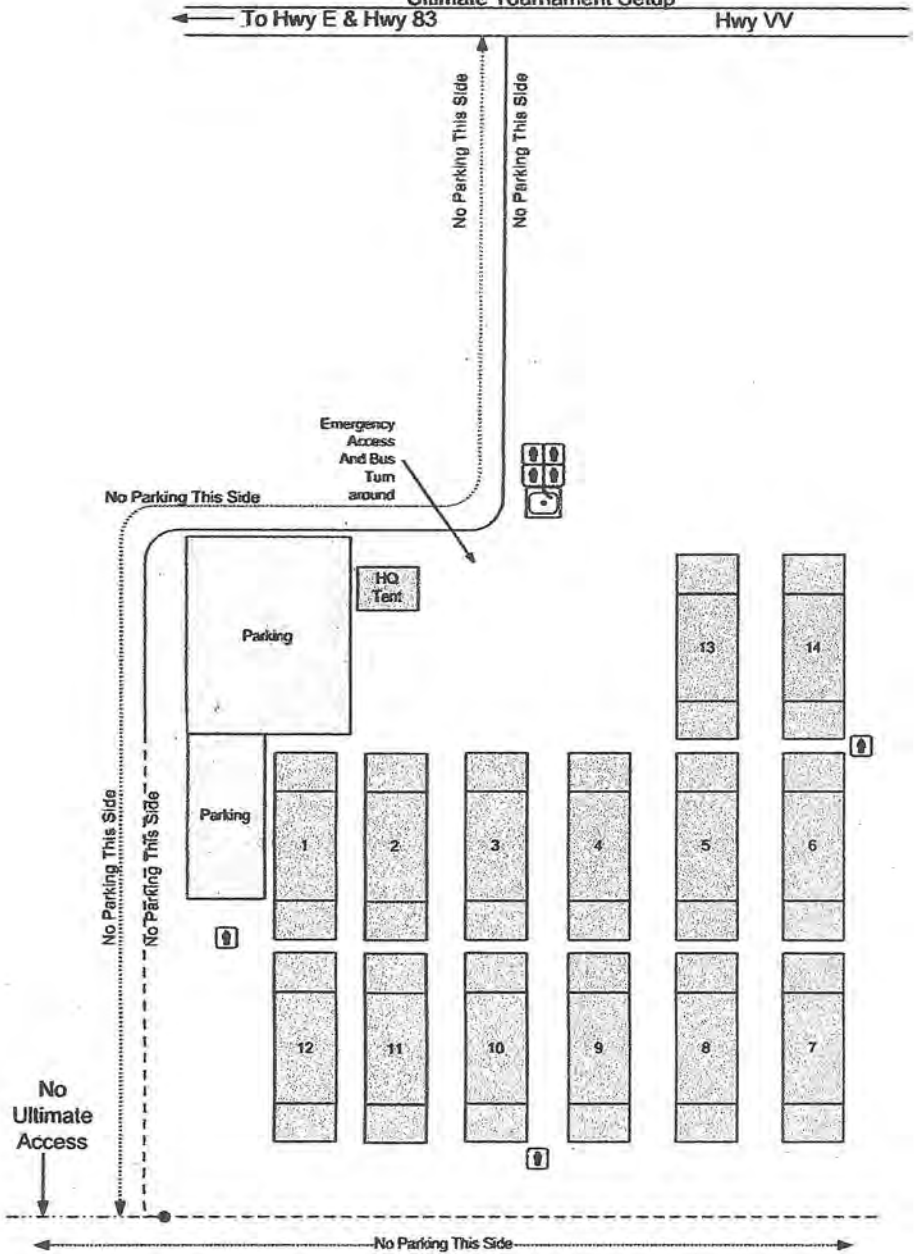 Ultimate Tournament Setup
To Hwy E & Hwy 83
Hwy VV
No Parking This Side
No Parking This Side
Emergency
Access
And Bus
Turn
around
No Parking This Side
HQ
Tent
Parking
13
14
Parking
1
2
3
4
5
6
No Parking This Side
No Parking This Side
12
11
10
9
8
7
No
Ultimate
Access
No Parking This Side